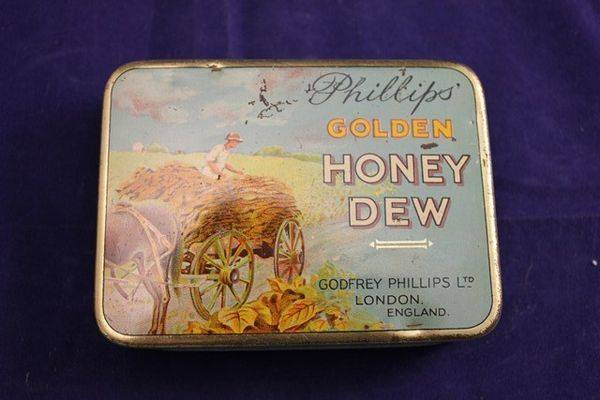 Phillips'
GOLDEN
HONEY
DEW
GODFREY PHILLIPS LTD
LONDON.
ENGLAND.